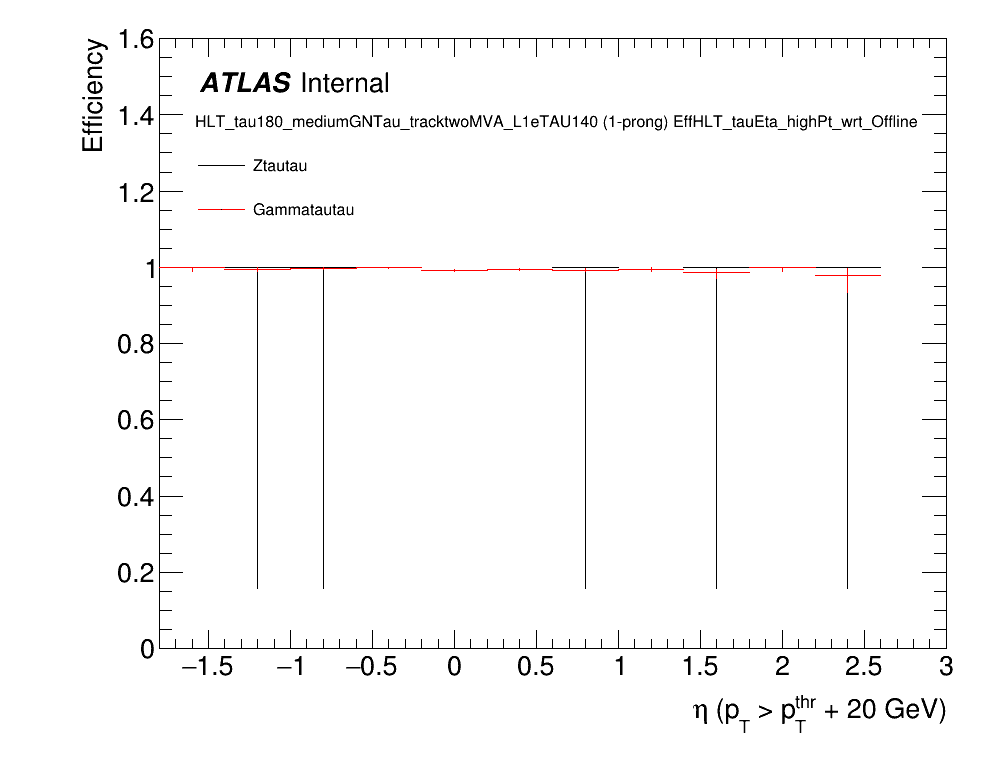 1.6
1.4
1.2
1
0.8
0.6
0.4
0.2
0
Efficiency
ATLAS Internal
HLT_tau180_mediumGNTau_tracktwoMVA_L1eTAU140 (1-prong) EffHLT_tauEta_highPt_wrt_Offline
Ztautau
Gammatautau
−1.5 −1 −0.5 0 0.5 1 1.5 2 2.5 3
η (p_T > p_T^thr + 20 GeV)